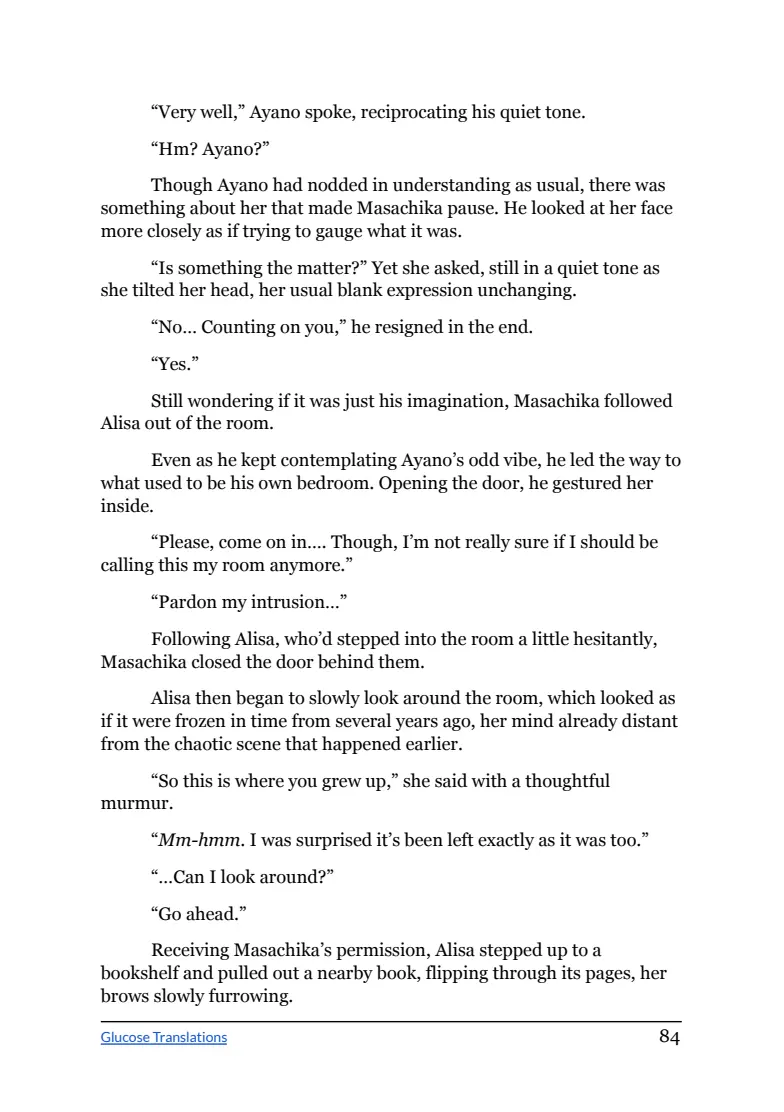 “Very well,” Ayano spoke, reciprocating his quiet tone.
“Hm? Ayano?”
Though Ayano had nodded in understanding as usual, there was
something about her that made Masachika pause. He looked at her face
more closely as if trying to gauge what it was.
“Is something the matter?” Yet she asked, still in a quiet tone as
she tilted her head, her usual blank expression unchanging.
“No... Counting on you,” he resigned in the end.
“Yes.”
Still wondering if it was just his imagination, Masachika followed
Alisa out of the room.
Even as he kept contemplating Ayano’s odd vibe, he led the way to
what used to be his own bedroom. Opening the door, he gestured her
inside.
“Please, come on in.... Though, I’m not really sure if I should be
calling this my room anymore.”
“Pardon my intrusion...”
Following Alisa, who’d stepped into the room a little hesitantly,
Masachika closed the door behind them.
Alisa then began to slowly look around the room, which looked as
if it were frozen in time from several years ago, her mind already distant
from the chaotic scene that happened earlier.
“So this is where you grew up,” she said with a thoughtful
murmur.
“Mm-hmm. I was surprised it’s been left exactly as it was too.”
“...Can I look around?”
“Go ahead.”
Receiving Masachika’s permission, Alisa stepped up to a
bookshelf and pulled out a nearby book, flipping through its pages, her
brows slowly furrowing.
Glucose Translations
84